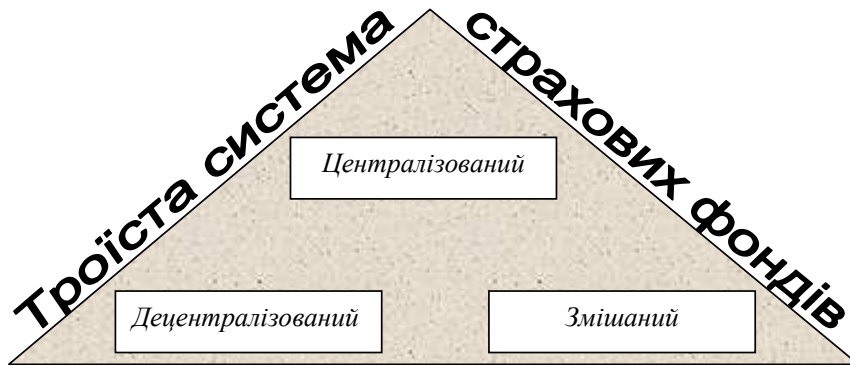 Троїста система
страхових фондів
Централізований
Децентралізований
Змішаний